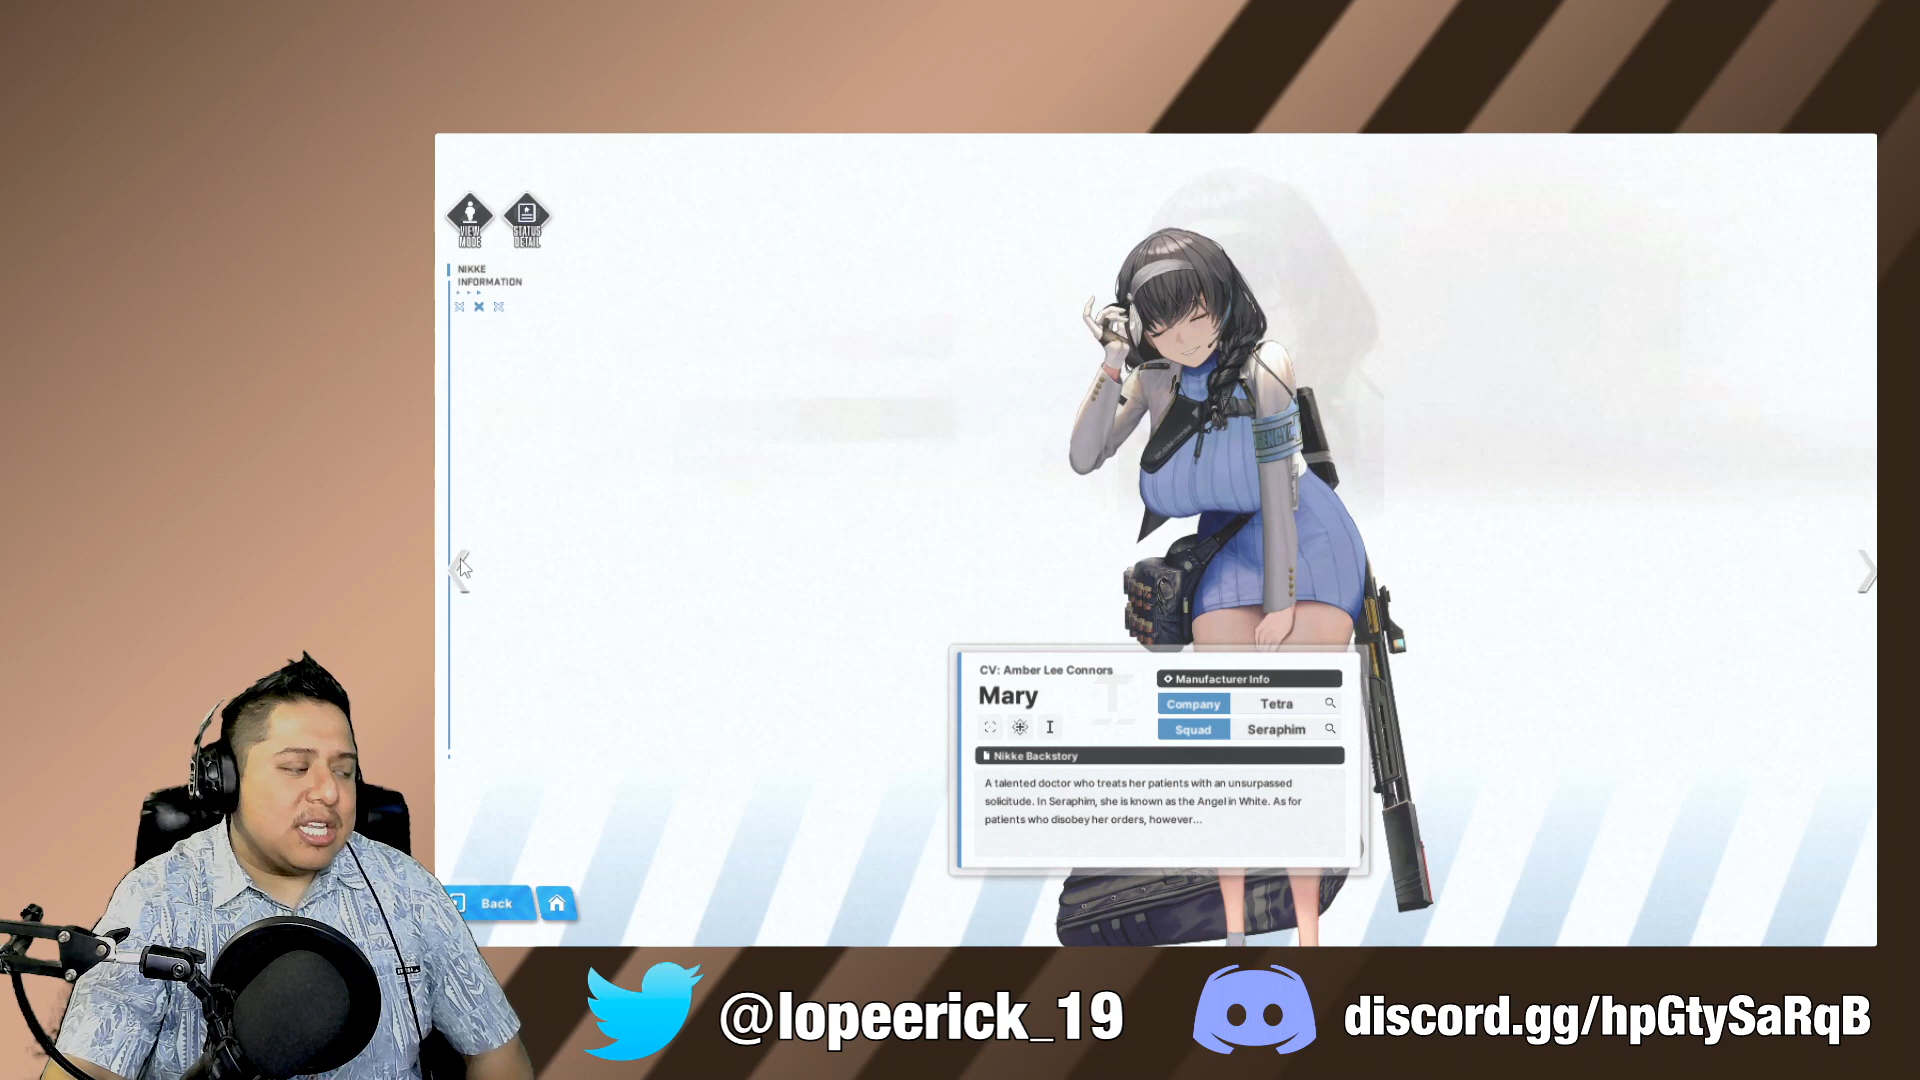 VIEW
MODE
STATUS
DETAIL
NIKKE
INFORMATION
CV: Amber Lee Connors
Mary
Manufacturer Info
Company Tetra
Squad Seraphim
Nikke Backstory
A talented doctor who treats her patients with an unsurpassed
solicitude. In Seraphim, she is known as the Angel in White. As for
patients who disobey her orders, however...
Back
@lopeerick_19
discord.gg/hpGtySaRqB